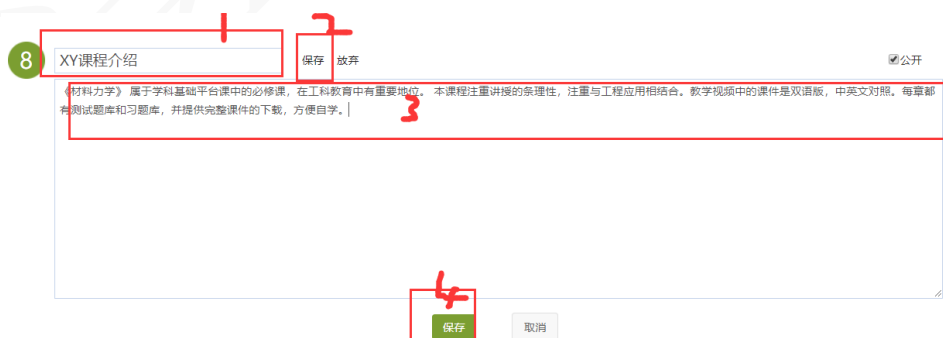 1 2
8 XY课程介绍 保存 放弃 公开
《材料力学》 属于学科基础平台课中的必修课，在工科教育中有重要地位。 本课程注重讲授的条理性，注重与工程应用相结合。教学视频中的课件是双语版，中英文对照。每章都
有测试题库和习题库，并提供完整课件的下载，方便自学。
3
4
保存 取消